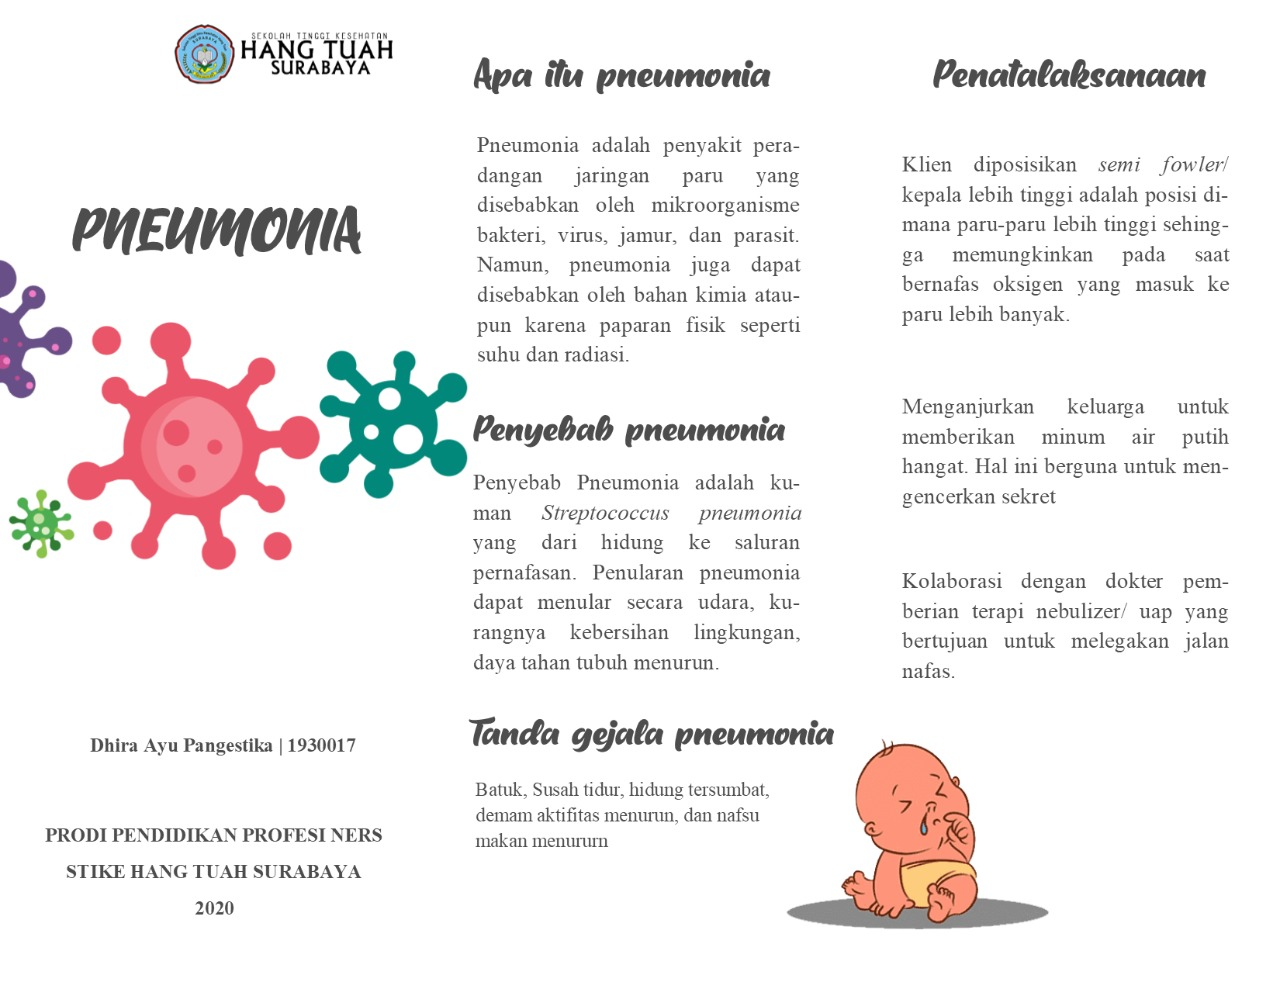 SEKOLAH TINGGI KESEHATAN
HANG TUAH
SURABAYA
PNEUMONIA
Dhira Ayu Pangestika | 1930017
PRODI PENDIDIKAN PROFESI NERS
STIKE HANG TUAH SURABAYA
2020
Apa itu pneumonia
Pneumonia adalah penyakit pera-
dangan jaringan paru yang
disebabkan oleh mikroorganisme
bakteri, virus, jamur, dan parasit.
Namun, pneumonia juga dapat
disebabkan oleh bahan kimia atau-
pun karena paparan fisik seperti
suhu dan radiasi.
Penyebab pneumonia
Penyebab Pneumonia adalah ku-
man Streptococcus pneumonia
yang dari hidung ke saluran
pernafasan. Penularan pneumonia
dapat menular secara udara, ku-
rangnya kebersihan lingkungan,
daya tahan tubuh menurun.
Tanda gejala pneumonia
Batuk, Susah tidur, hidung tersumbat,
demam aktifitas menurun, dan nafsu
makan menururn
Penatalaksanaan
Klien diposisikan semi fowler/
kepala lebih tinggi adalah posisi di-
mana paru-paru lebih tinggi sehing-
ga memungkinkan pada saat
bernafas oksigen yang masuk ke
paru lebih banyak.
Menganjurkan keluarga untuk
memberikan minum air putih
hangat. Hal ini berguna untuk men-
gencerkan sekret
Kolaborasi dengan dokter pem-
berian terapi nebulizer/ uap yang
bertujuan untuk melegakan jalan
nafas.